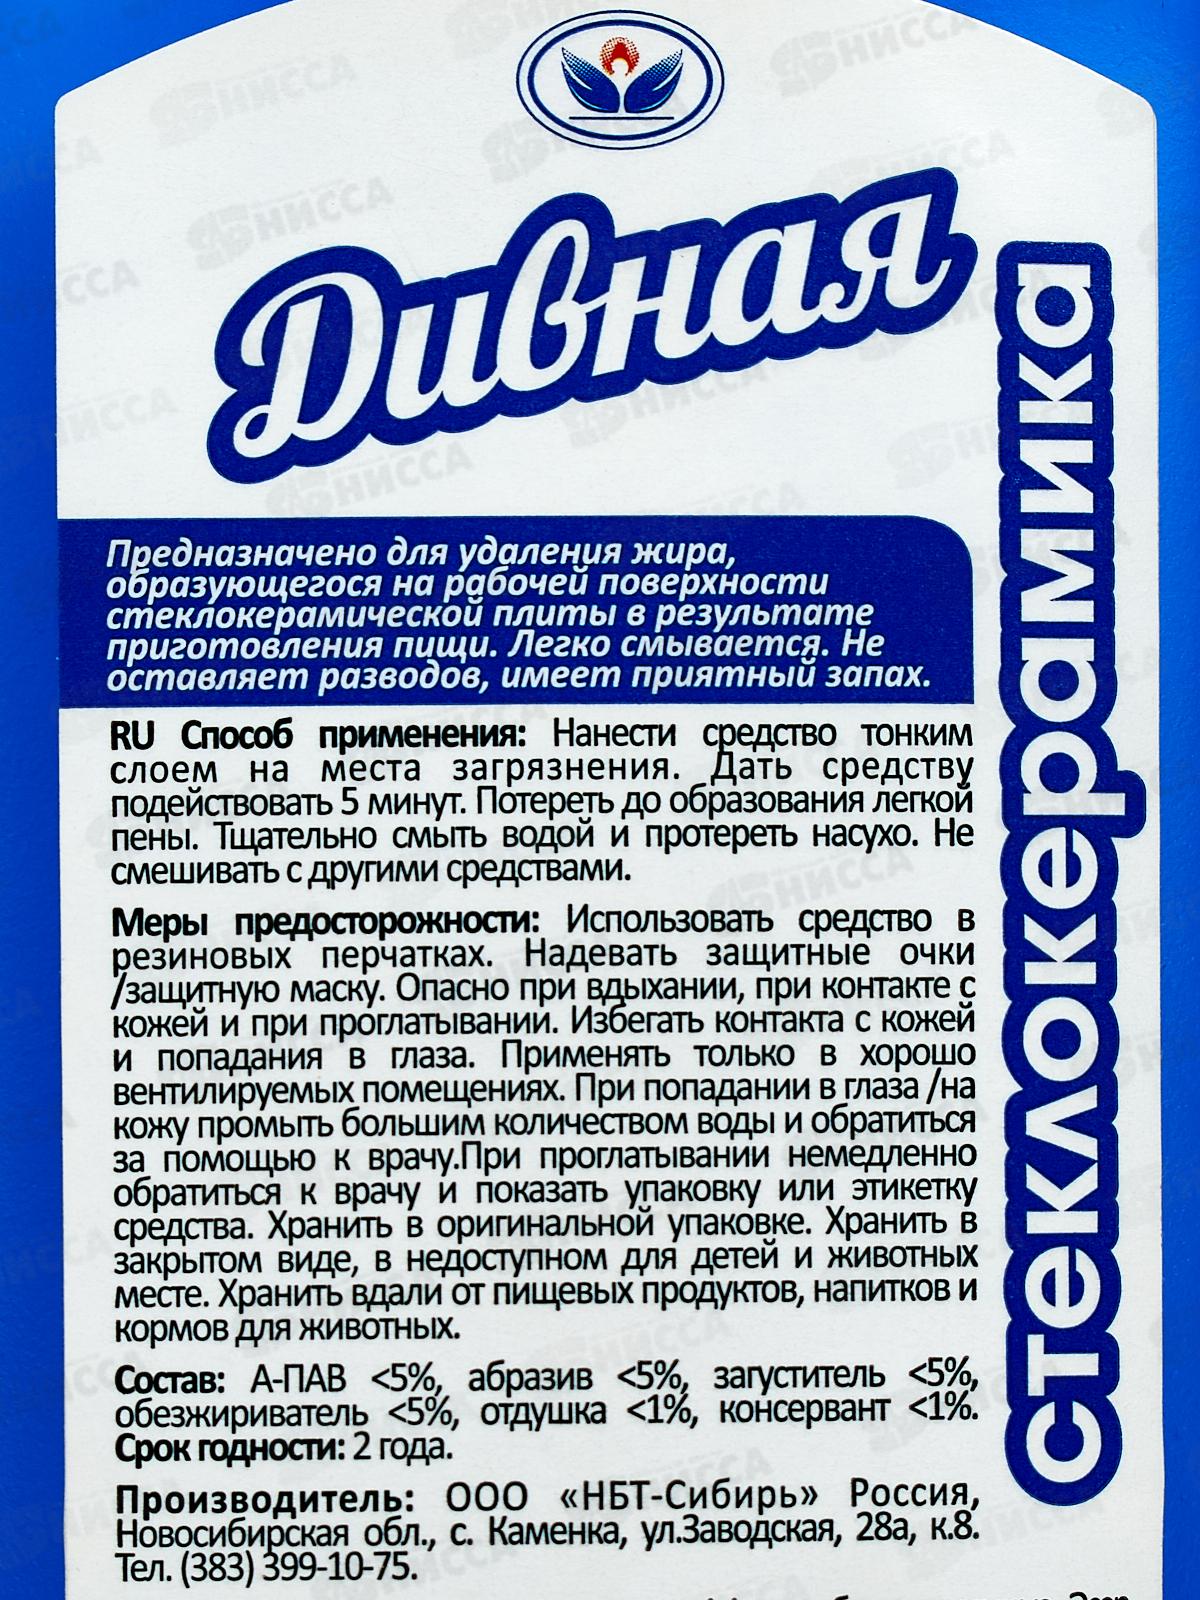 Дивная
стеклокерамика
Предназначено для удаления жира,
образующегося на рабочей поверхности
стеклокерамической плиты в результате
приготовления пищи. Легко смывается. Не
оставляет разводов, имеет приятный запах.
RU Способ применения: Нанести средство тонким
слоем на места загрязнения. Дать средству
подействовать 5 минут. Потереть до образования легкой
пены. Тщательно смыть водой и протереть насухо. Не
смешивать с другими средствами.
Меры предосторожности: Использовать средство в
резиновых перчатках. Надевать защитные очки
/защитную маску. Опасно при вдыхании, при контакте с
кожей и при проглатывании. Избегать контакта с кожей
и попадания в глаза. Применять только в хорошо
вентилируемых помещениях. При попадании в глаза /на
кожу промыть большим количеством воды и обратиться
за помощью к врачу.При проглатывании немедленно
обратиться к врачу и показать упаковку или этикетку
средства. Хранить в оригинальной упаковке. Хранить в
закрытом виде, в недоступном для детей и животных
месте. Хранить вдали от пищевых продуктов, напитков и
кормов для животных.
Состав: А-ПАВ <5%, абразив <5%, загуститель <5%,
обезжириватель <5%, отдушка <1%, консервант <1%.
Срок годности: 2 года.
Производитель: ООО «НБТ-Сибирь» Россия,
Новосибирская обл., с. Каменка, ул.Заводская, 28а, к.8.
Тел. (383) 399-10-75.